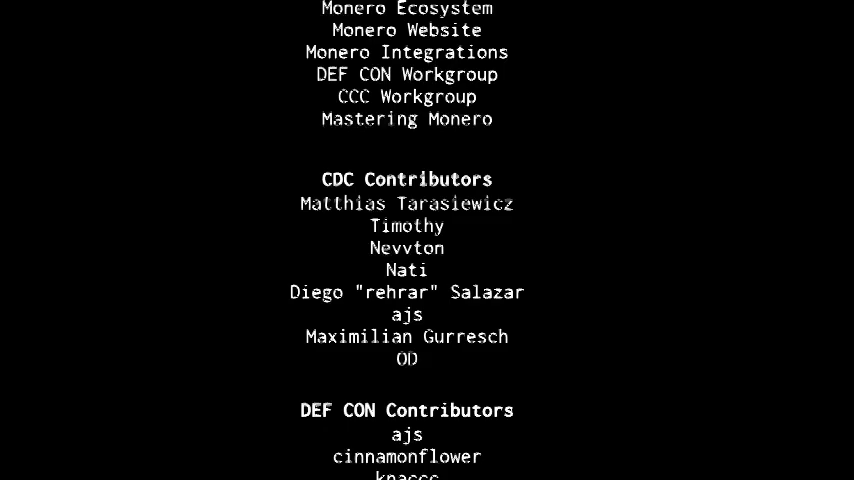 Monero Ecosystem
Monero Website
Monero Integrations
DEF CON Workgroup
CCC Workgroup
Mastering Monero
CDC Contributors
Matthias Tarasiewicz
Timothy
Nevvton
Nati
Diego "rehrar" Salazar
ajs
Maximilian Gurresch
OD
DEF CON Contributors
ajs
cinnamonflower